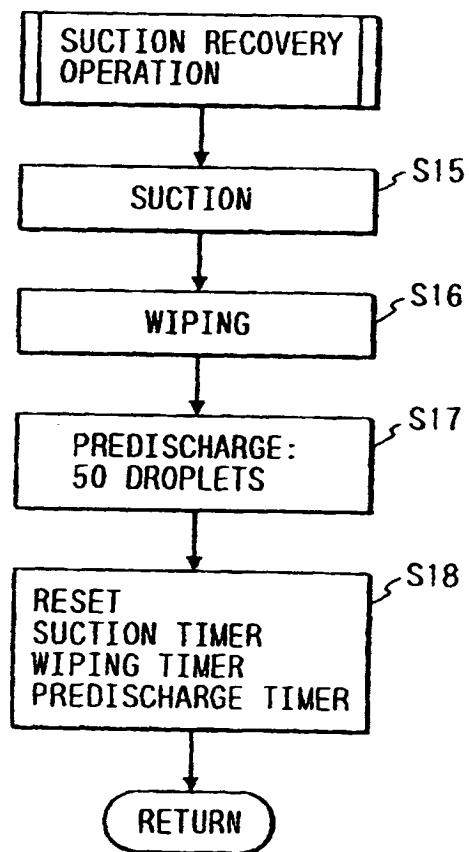 SUCTION RECOVERY
OPERATION
S15
SUCTION
S16
WIPING
S17
PREDISCHARGE:
50 DROPLETS
S18
RESET
SUCTION TIMER
WIPING TIMER
PREDISCHARGE TIMER
RETURN